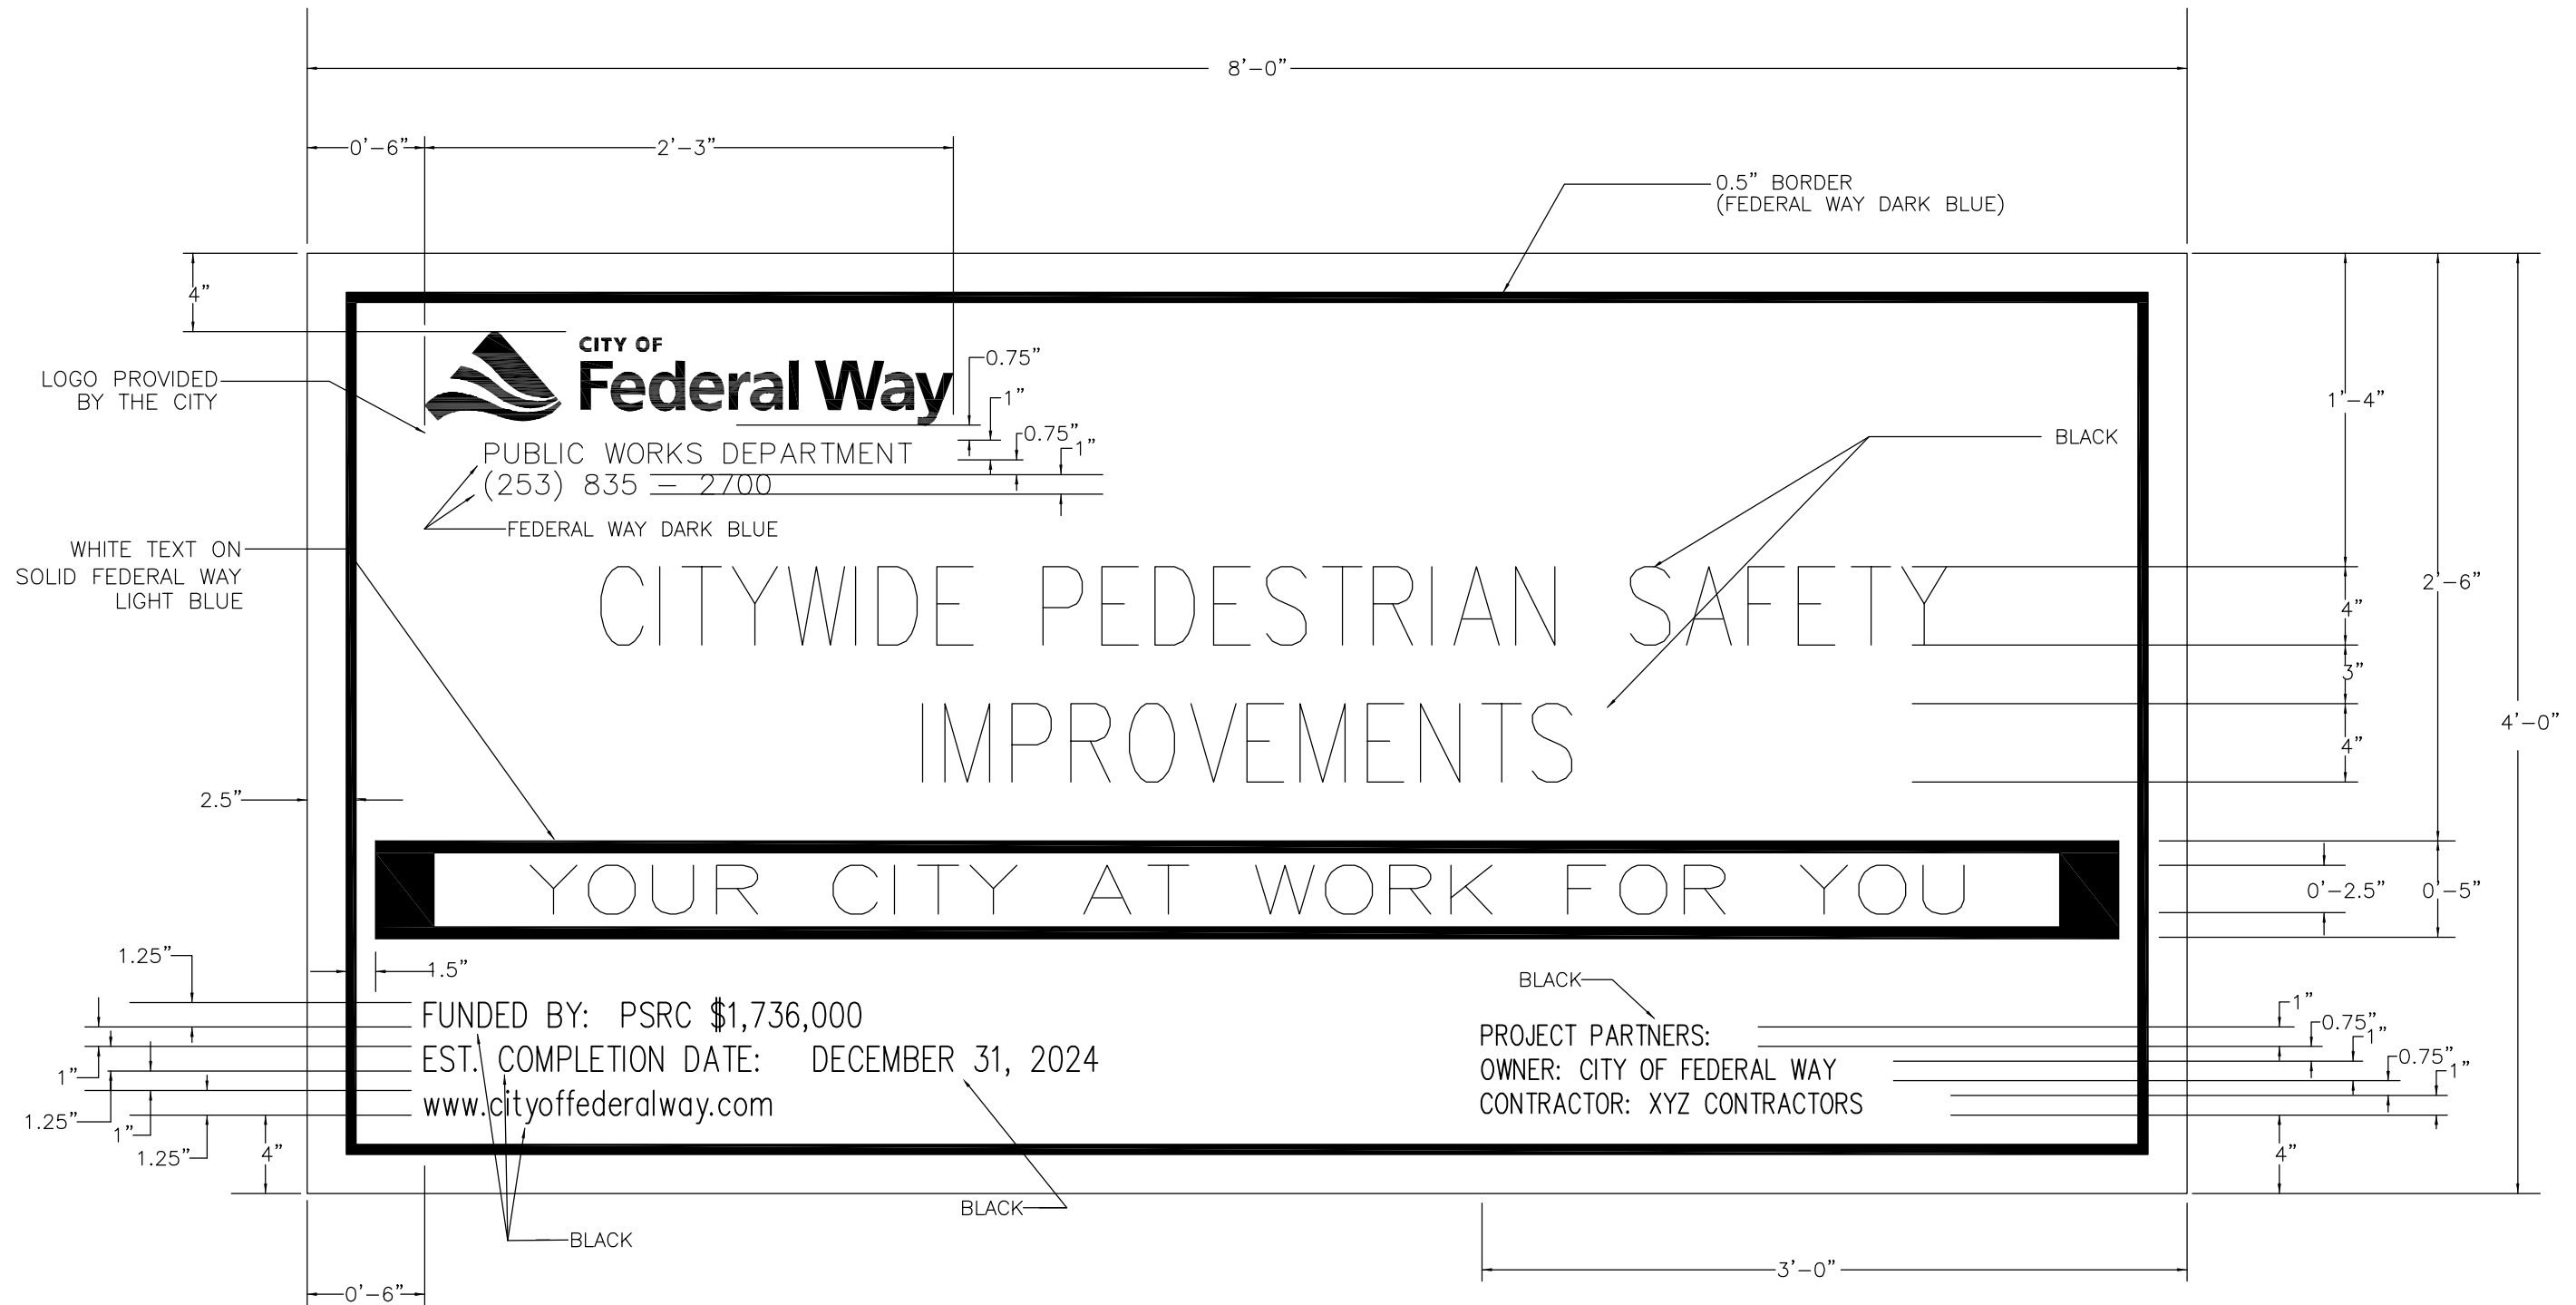 8'-0"
0'-6"
2'-3"
0.5" BORDER
(FEDERAL WAY DARK BLUE)
4"
CITY OF
Federal Way
0.75"
1"
0.75"
1"
LOGO PROVIDED
BY THE CITY
PUBLIC WORKS DEPARTMENT
(253) 835 - 2700
FEDERAL WAY DARK BLUE
BLACK
1'-4"
WHITE TEXT ON
SOLID FEDERAL WAY
LIGHT BLUE
CITYWIDE PEDESTRIAN SAFETY
IMPROVEMENTS
4"
2'-6"
3"
4'-0"
4"
2.5"
YOUR CITY AT WORK FOR YOU
0'-2.5"
0'-5"
1.25"
1.5"
BLACK
FUNDED BY: PSRC $1,736,000
EST. COMPLETION DATE: DECEMBER 31, 2024
www.cityoffederalway.com
PROJECT PARTNERS:
OWNER: CITY OF FEDERAL WAY
CONTRACTOR: XYZ CONTRACTORS
1"
0.75"
1"
0.75"
1"
1"
1.25"
1"
1.25"
4"
4"
BLACK
BLACK
0'-6"
3'-0"